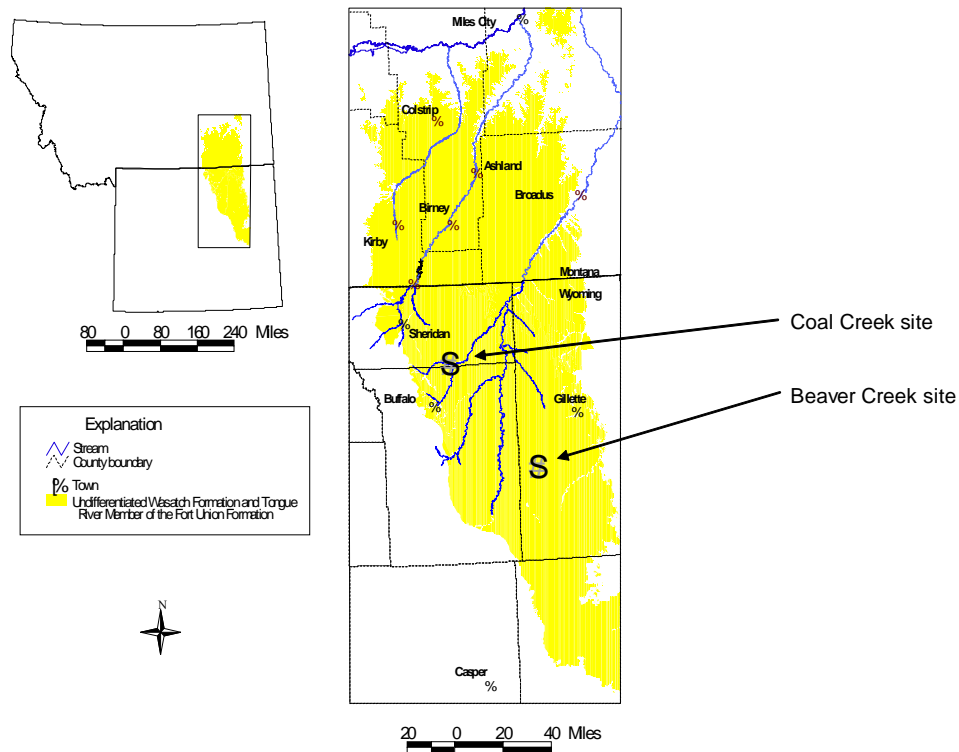 80 0 80 160 240 Miles
Explanation
Stream
County boundary
% Town
Undifferentiated Wasatch Formation and Tongue
River Member of the Fort Union Formation
N
Miles City
%
Colstrip
%
Ashland
%
Broadus
%
Birney
%
%
Kirby
Montana
%
Wyoming
%
Sheridan
S
Coal Creek site
Buffalo
%
Gillette
%
Beaver Creek site
S
Casper
%
20 0 20 40 Miles